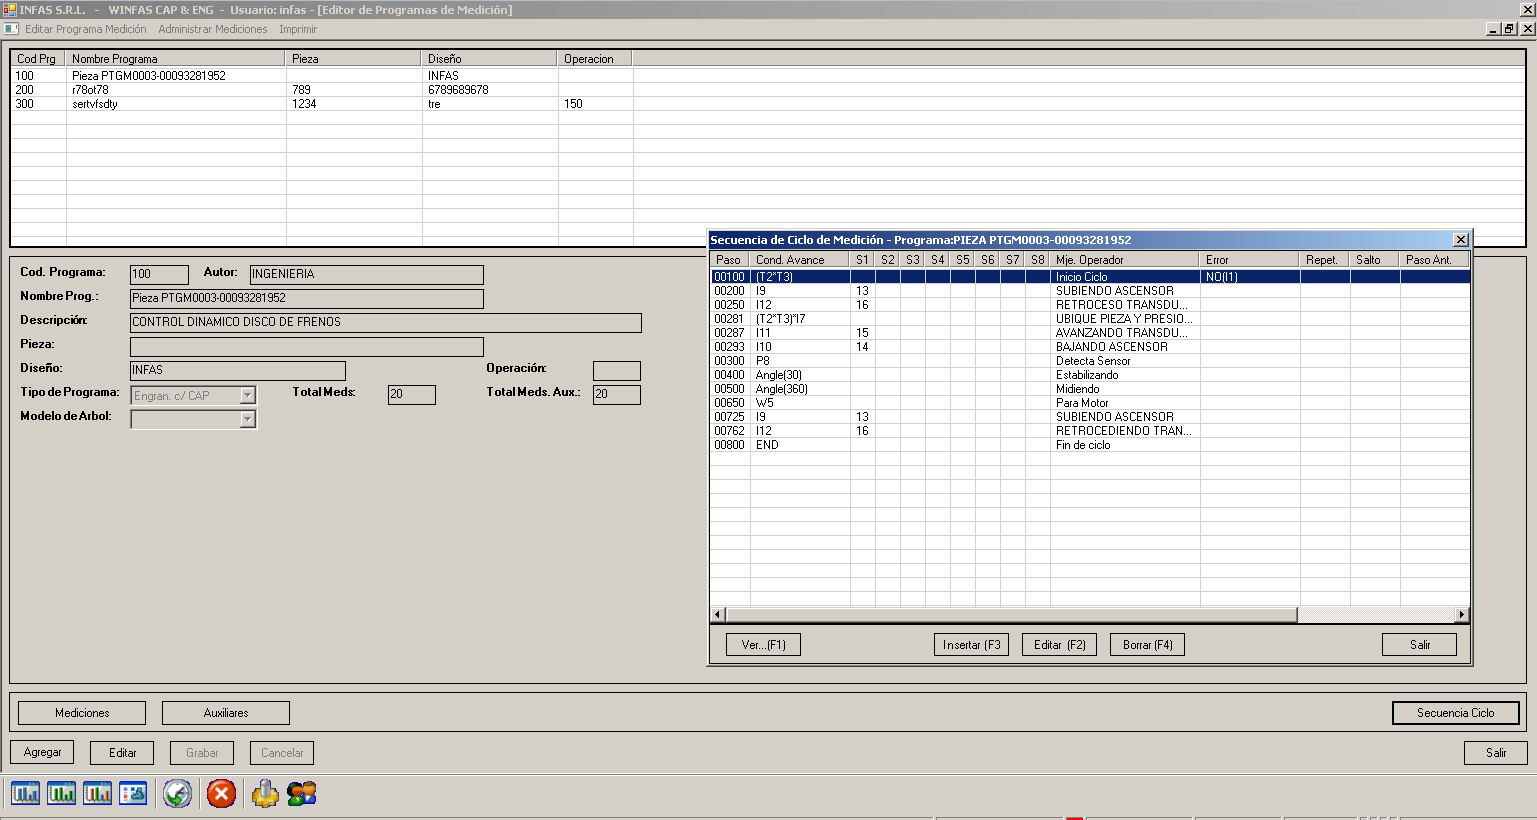 INFAS S.R.L.   -   WINFAS CAP & ENG  -  Usuario: infas - [Editor de Programas de Medición]
Editar Programa Medición   Administrar Mediciones   Imprimir
Cod Prg   Nombre Programa   Pieza   Diseño   Operacion
100   Pieza PTGM0003-00093281952   INFAS
200   r78ot78   789   6789689678
300   sertvfsdty   1234   tre   150
Cod. Programa:   100   Autor:   INGENIERIA
Nombre Prog.:   Pieza PTGM0003-00093281952
Descripción:   CONTROL DINAMICO DISCO DE FRENOS
Pieza:
Diseño:   INFAS   Operación:
Tipo de Programa:   Engran. c/ CAP   Total Meds:   20   Total Meds. Aux.:   20
Modelo de Arbol:
Secuencia de Ciclo de Medición - Programa:PIEZA PTGM0003-00093281952
Paso   Cond. Avance   S1   S2   S3   S4   S5   S6   S7   S8   Mje. Operador   Error   Repet.   Salto   Paso Ant.
00100   (T2*T3)   Inicio Ciclo   NO(I1)
00200   I9   13   SUBIENDO ASCENSOR
00250   I12   16   RETROCESO TRANSDU...
00281   (T2*T3)*I7   UBIQUE PIEZA Y PRESIO...
00287   I11   15   AVANZANDO TRANSDU...
00293   I10   14   BAJANDO ASCENSOR
00300   P8   Detecta Sensor
00400   Angle(30)   Estabilizando
00500   Angle(360)   Midiendo
00650   W5   Para Motor
00725   I9   13   SUBIENDO ASCENSOR
00762   I12   16   RETROCEDIENDO TRAN...
00800   END   Fin de ciclo
Ver...(F1)   Insertar (F3   Editar  (F2)   Borrar (F4)   Salir
Mediciones   Auxiliares   Secuencia Ciclo
Agregar   Editar   Grabar   Cancelar   Salir